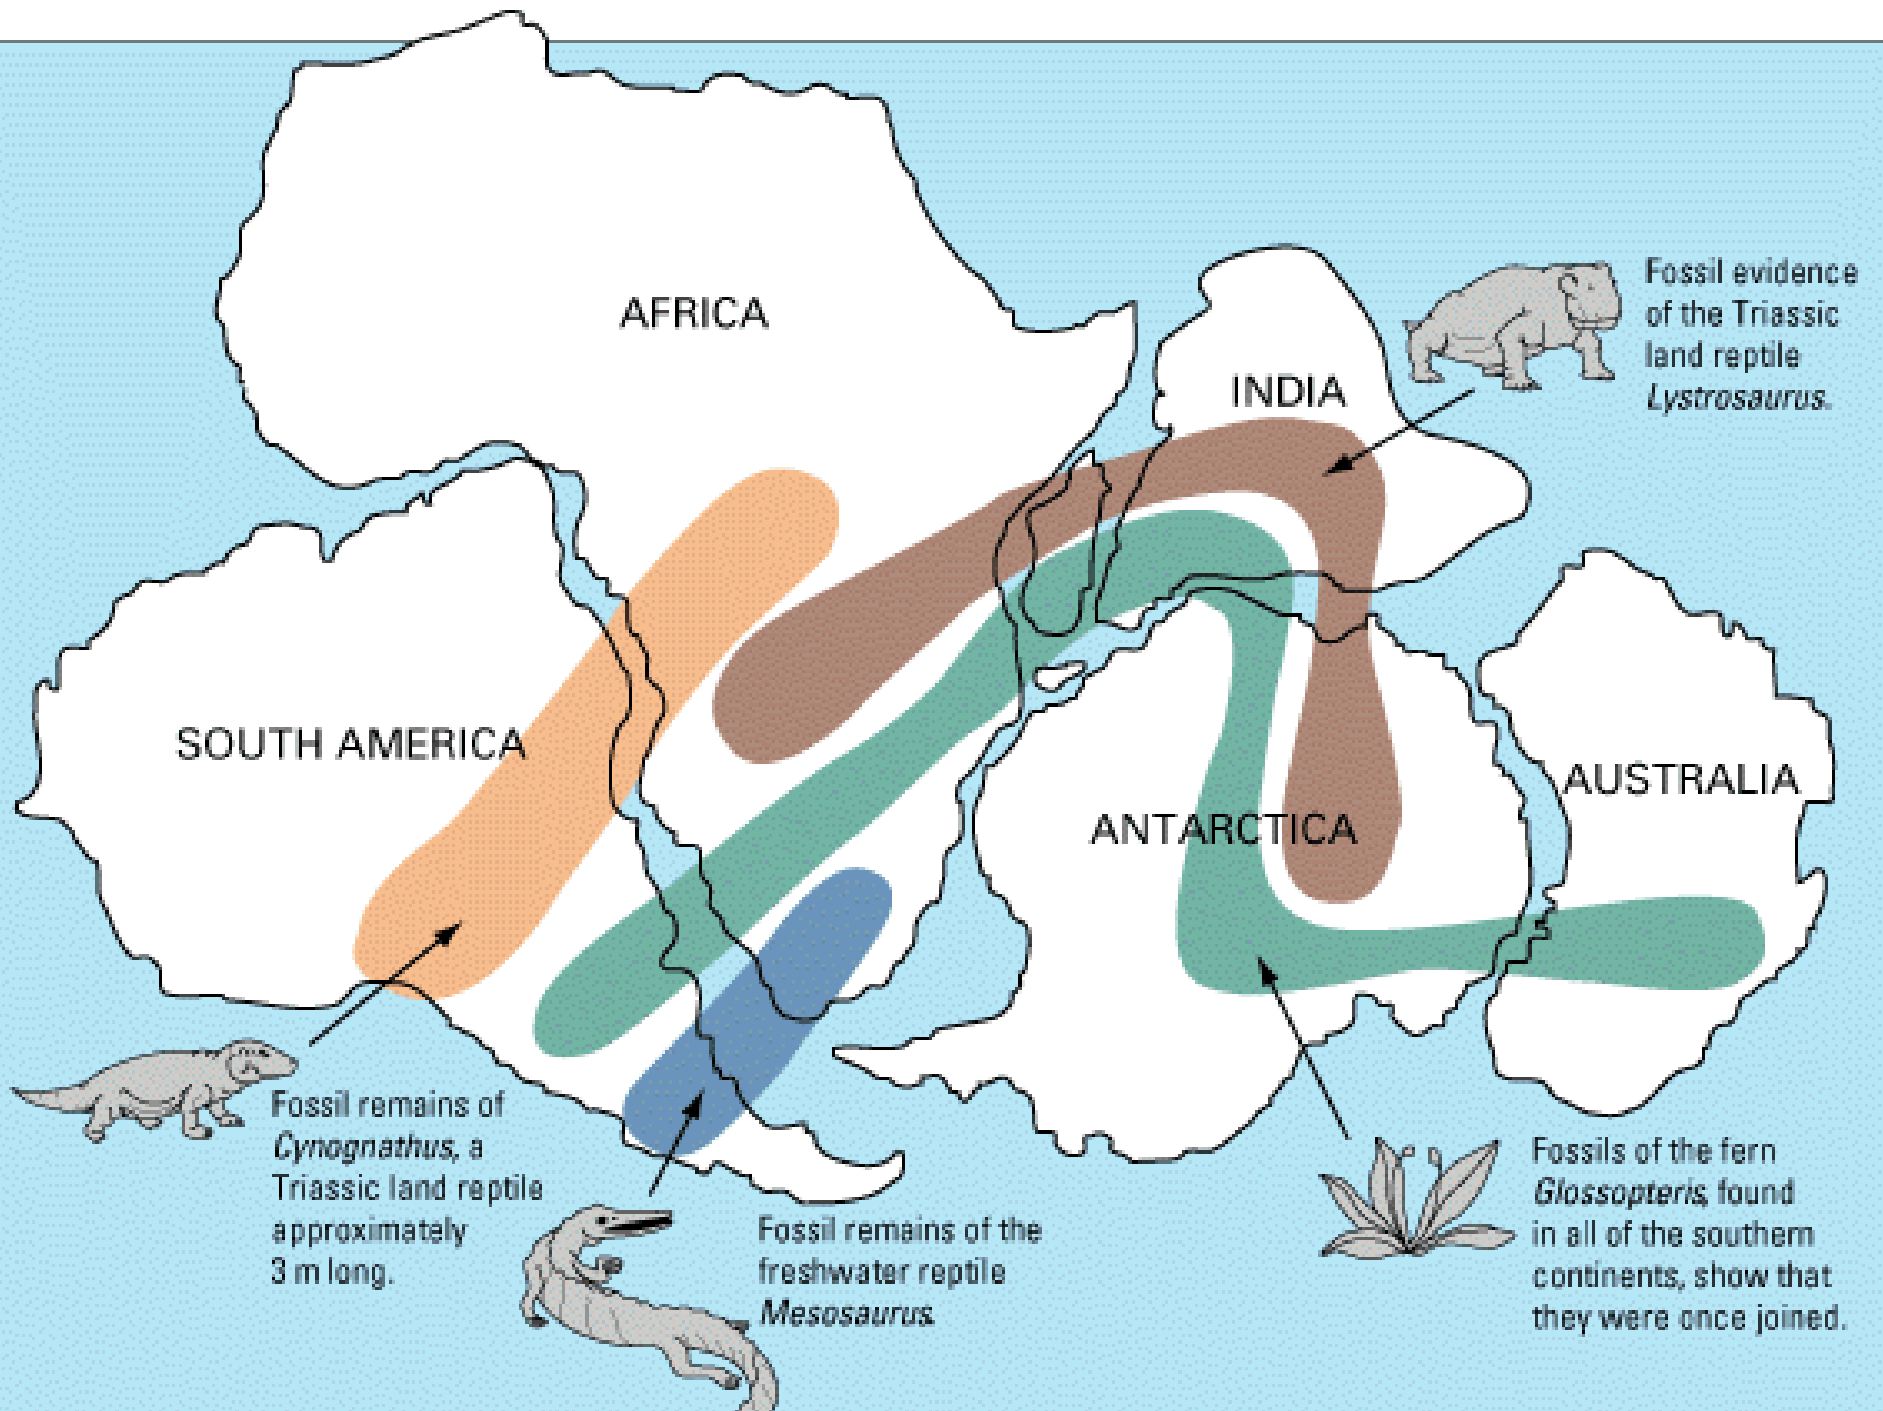 AFRICA
INDIA
Fossil evidence
of the Triassic
land reptile
Lystrosaurus.
SOUTH AMERICA
ANTARCTICA
AUSTRALIA
Fossil remains of
Cynognathus, a
Triassic land reptile
approximately
3 m long.
Fossil remains of the
freshwater reptile
Mesosaurus.
Fossils of the fern
Glossopteris, found
in all of the southern
continents, show that
they were once joined.